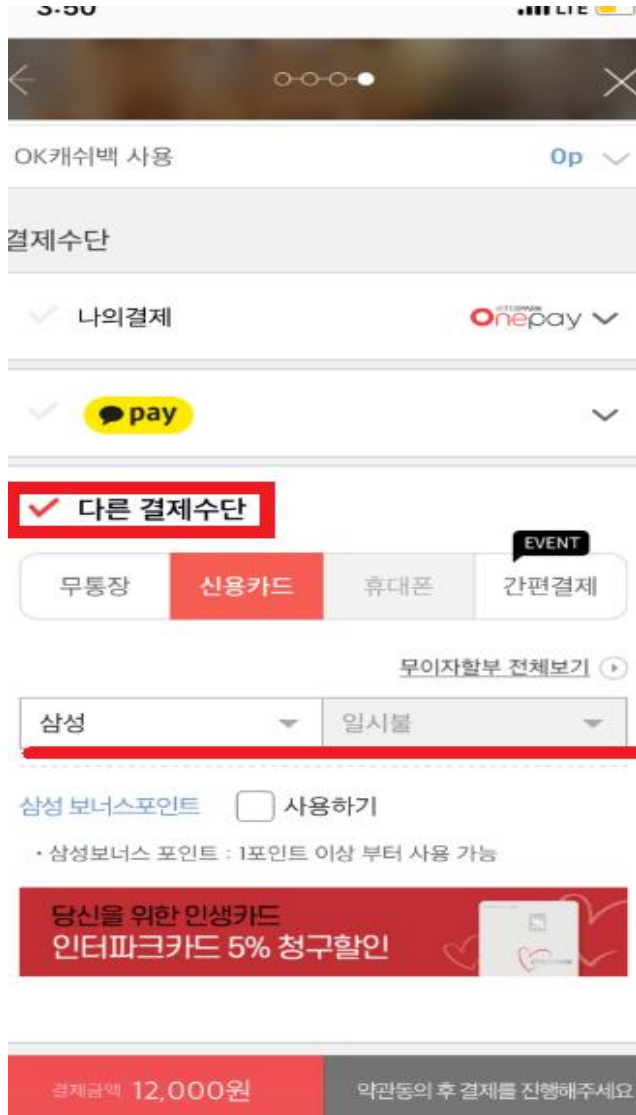 3:50 LTE
OK캐쉬백 사용 0p
결제수단
나의결제 Onepay
pay
다른 결제수단
EVENT
무통장 신용카드 휴대폰 간편결제
무이자할부 전체보기
삼성 일시불
삼성 보너스포인트 사용하기
· 삼성보너스 포인트 : 1포인트 이상 부터 사용 가능
당신을 위한 인생카드
인터파크카드 5% 청구할인
결제금액 12,000원 약관동의 후 결제를 진행해주세요